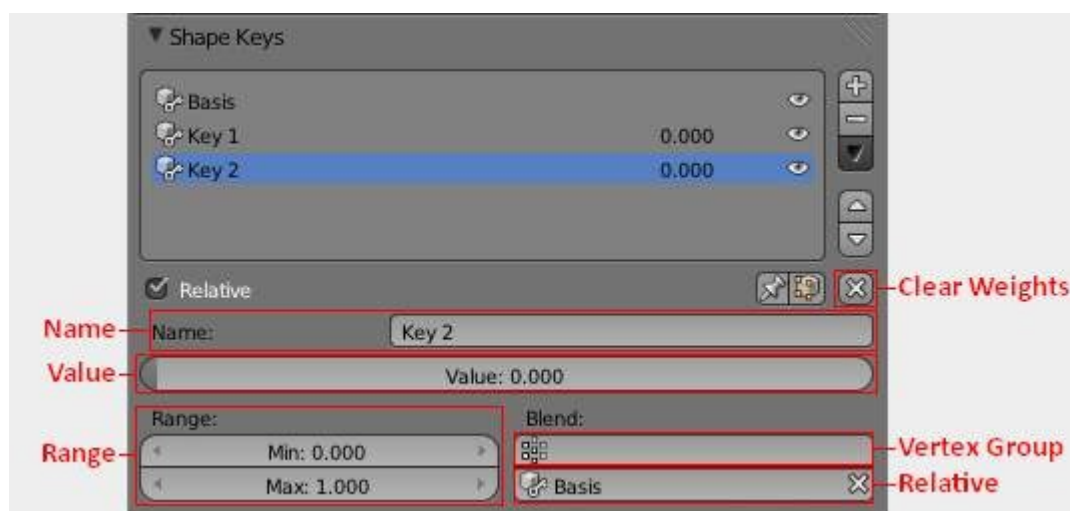 Shape Keys
Basis
Key 1 0.000
Key 2 0.000
Relative
Clear Weights
Name Name: Key 2
Value Value: 0.000
Range: Blend:
Range Min: 0.000 Vertex Group
Max: 1.000 Basis Relative